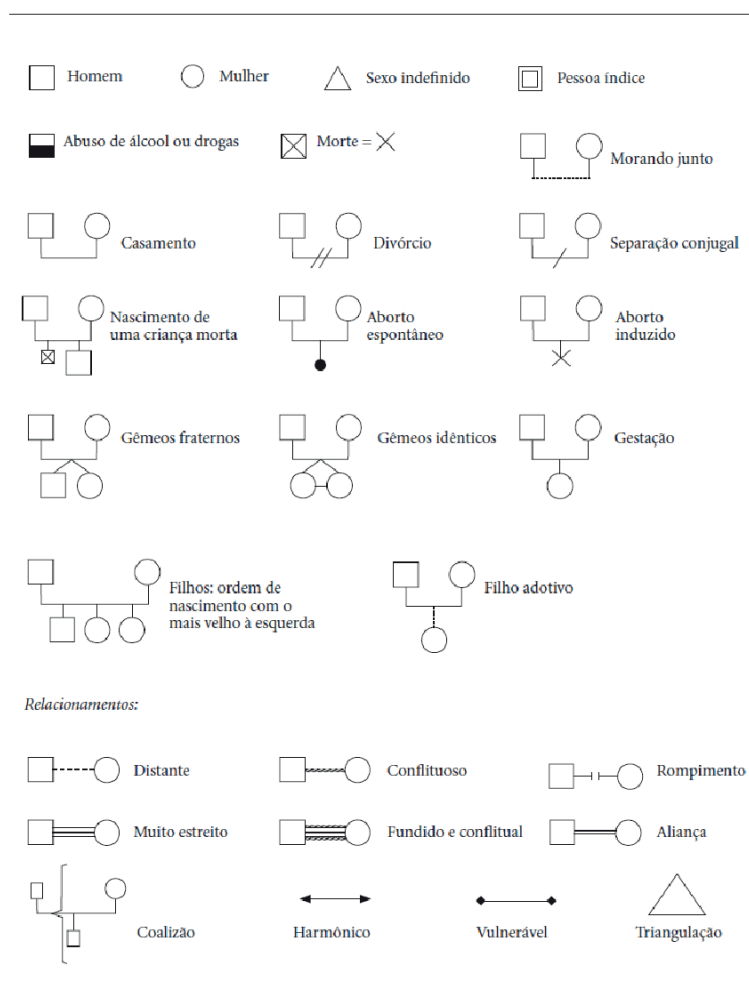 Homem
Mulher
Sexo indefinido
Pessoa índice
Abuso de álcool ou drogas
Morte =
Morando junto
Casamento
Divórcio
Separação conjugal
Nascimento de
uma criança morta
Aborto
espontâneo
Aborto
induzido
Gêmeos fraternos
Gêmeos idênticos
Gestação
Filhos: ordem de
nascimento com o
mais velho à esquerda
Filho adotivo
Relacionamentos:
Distante
Conflituoso
Rompimento
Muito estreito
Fundido e conflitual
Aliança
Coalizão
Harmônico
Vulnerável
Triangulação